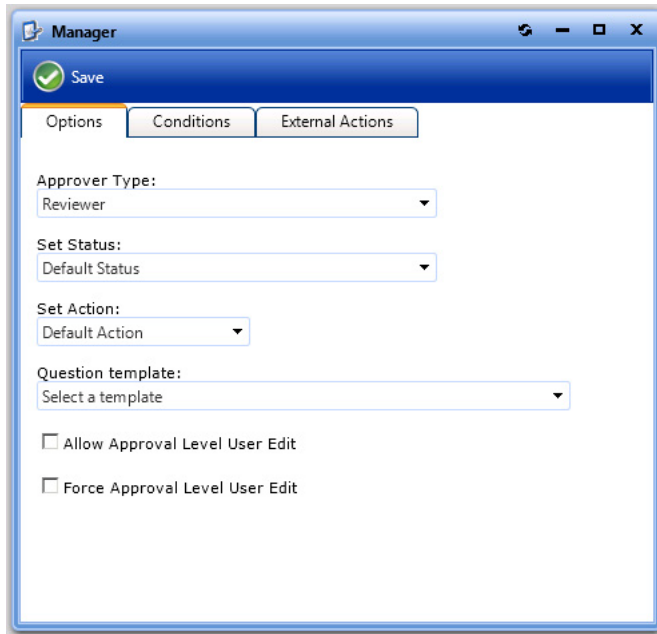 Manager
Save
Options Conditions External Actions
Approver Type:
Reviewer
Set Status:
Default Status
Set Action:
Default Action
Question template:
Select a template
Allow Approval Level User Edit
Force Approval Level User Edit